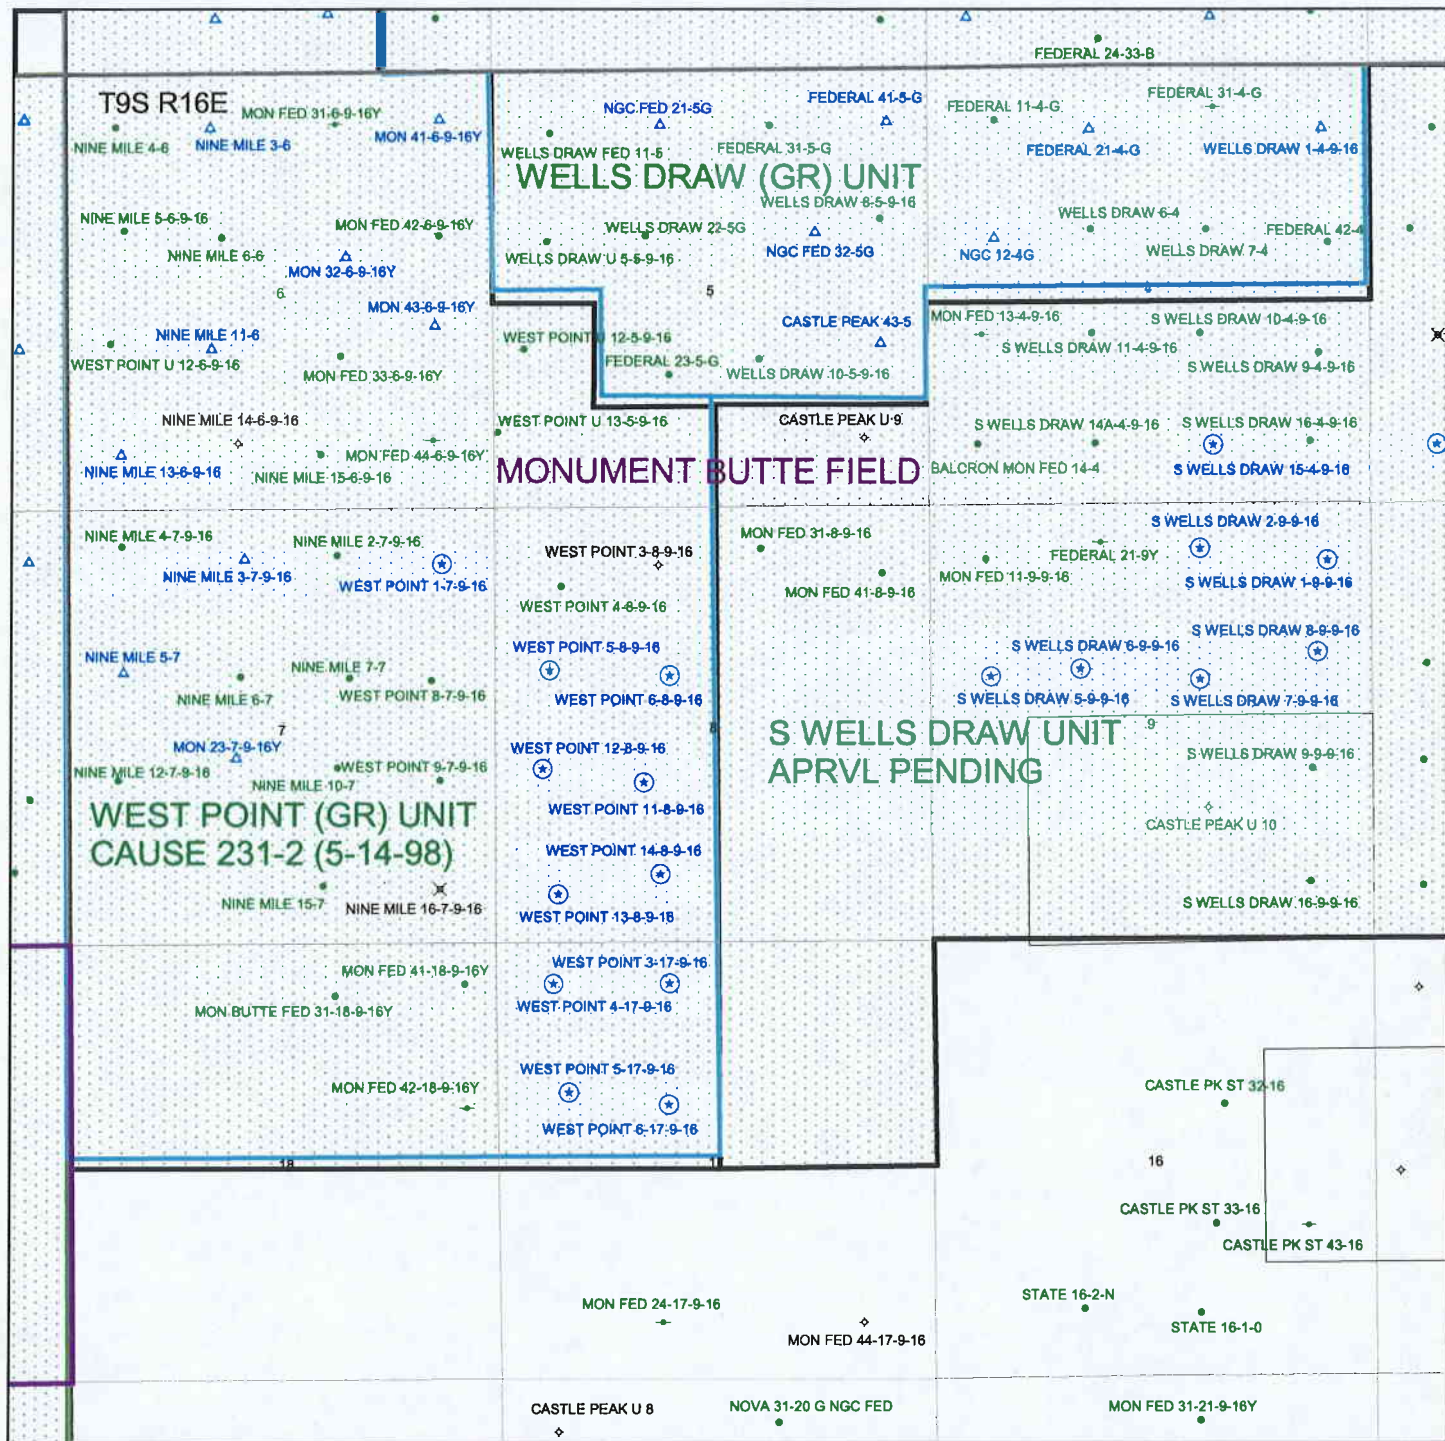 FEDERAL 24-33-B
T9S R16E
MON FED 31-6-9-16Y
NGC FED 21-5G
FEDERAL 41-5-G
FEDERAL 11-4-G
FEDERAL 31-4-G
NINE MILE 4-6
NINE MILE 3-6
MON 41-6-9-16Y
WELLS DRAW FED 11-5
FEDERAL 31-5-G
FEDERAL 21-4-G
WELLS DRAW 1-4-9-16
WELLS DRAW (GR) UNIT
NINE MILE 5-6-9-16
MON FED 42-6-9-16Y
WELLS DRAW 22-5G
WELLS DRAW 8-5-9-16
WELLS DRAW 6-4
FEDERAL 42-4
NINE MILE 6-6
WELLS DRAW U 5-5-9-16
NGC FED 32-5G
NGC 12-4G
WELLS DRAW 7-4
MON 32-6-9-16Y
6
5
MON 43-6-9-16Y
NINE MILE 11-6
WEST POINT U 12-5-9-16
CASTLE PEAK 43-5
MON FED 13-4-9-16
S WELLS DRAW 10-4-9-16
WEST POINT U 12-6-9-16
MON FED 33-6-9-16Y
FEDERAL 23-5-G
WELLS DRAW 10-5-9-16
S WELLS DRAW 11-4-9-16
S WELLS DRAW 9-4-9-16
NINE MILE 14-6-9-16
WEST POINT U 13-5-9-16
CASTLE PEAK U 9
S WELLS DRAW 14A-4-9-16
S WELLS DRAW 16-4-9-16
NINE MILE 13-6-9-16
NINE MILE 15-6-9-16
MON FED 44-6-9-16Y
MONUMENT BUTTE FIELD
BALCRON MON FED 14-4
S WELLS DRAW 15-4-9-16
NINE MILE 4-7-9-16
NINE MILE 2-7-9-16
WEST POINT 3-8-9-16
MON FED 31-8-9-16
S WELLS DRAW 2-9-9-16
NINE MILE 3-7-9-16
WEST POINT 1-7-9-16
WEST POINT 4-8-9-16
MON FED 41-8-9-16
MON FED 11-9-9-16
FEDERAL 21-9Y
S WELLS DRAW 1-9-9-16
NINE MILE 5-7
NINE MILE 7-7
WEST POINT 5-8-9-16
S WELLS DRAW 6-9-9-16
S WELLS DRAW 8-9-9-16
NINE MILE 6-7
WEST POINT 8-7-9-16
WEST POINT 6-8-9-16
S WELLS DRAW 5-9-9-16
S WELLS DRAW 7-9-9-16
7
8
9
S WELLS DRAW UNIT
APRVL PENDING
MON 23-7-9-16Y
WEST POINT 12-8-9-16
S WELLS DRAW 9-9-9-16
NINE MILE 12-7-9-16
NINE MILE 10-7
WEST POINT 9-7-9-16
WEST POINT 11-8-9-16
WEST POINT (GR) UNIT
CAUSE 231-2 (5-14-98)
CASTLE PEAK U 10
WEST POINT 14-8-9-16
NINE MILE 15-7
NINE MILE 16-7-9-16
WEST POINT 13-8-9-16
S WELLS DRAW 16-9-9-16
MON FED 41-18-9-16Y
WEST POINT 3-17-9-16
MON BUTTE FED 31-18-9-16Y
WEST POINT 4-17-9-16
MON FED 42-18-9-16Y
WEST POINT 5-17-9-16
CASTLE PK ST 32-16
WEST POINT 6-17-9-16
18
16
CASTLE PK ST 33-16
CASTLE PK ST 43-16
STATE 16-2-N
STATE 16-1-0
MON FED 24-17-9-16
MON FED 44-17-9-16
CASTLE PEAK U 8
NOVA 31-20 G NGC FED
MON FED 31-21-9-16Y